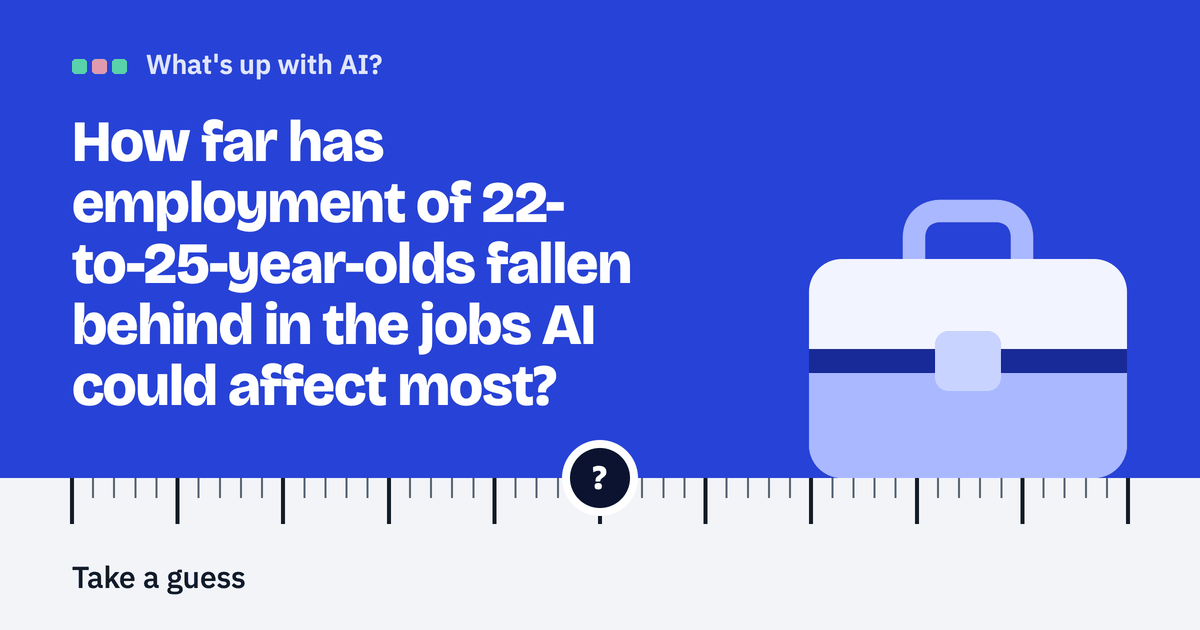 What's up with AI?
How far has
employment of 22-
to-25-year-olds fallen
behind in the jobs AI
could affect most?
?
Take a guess